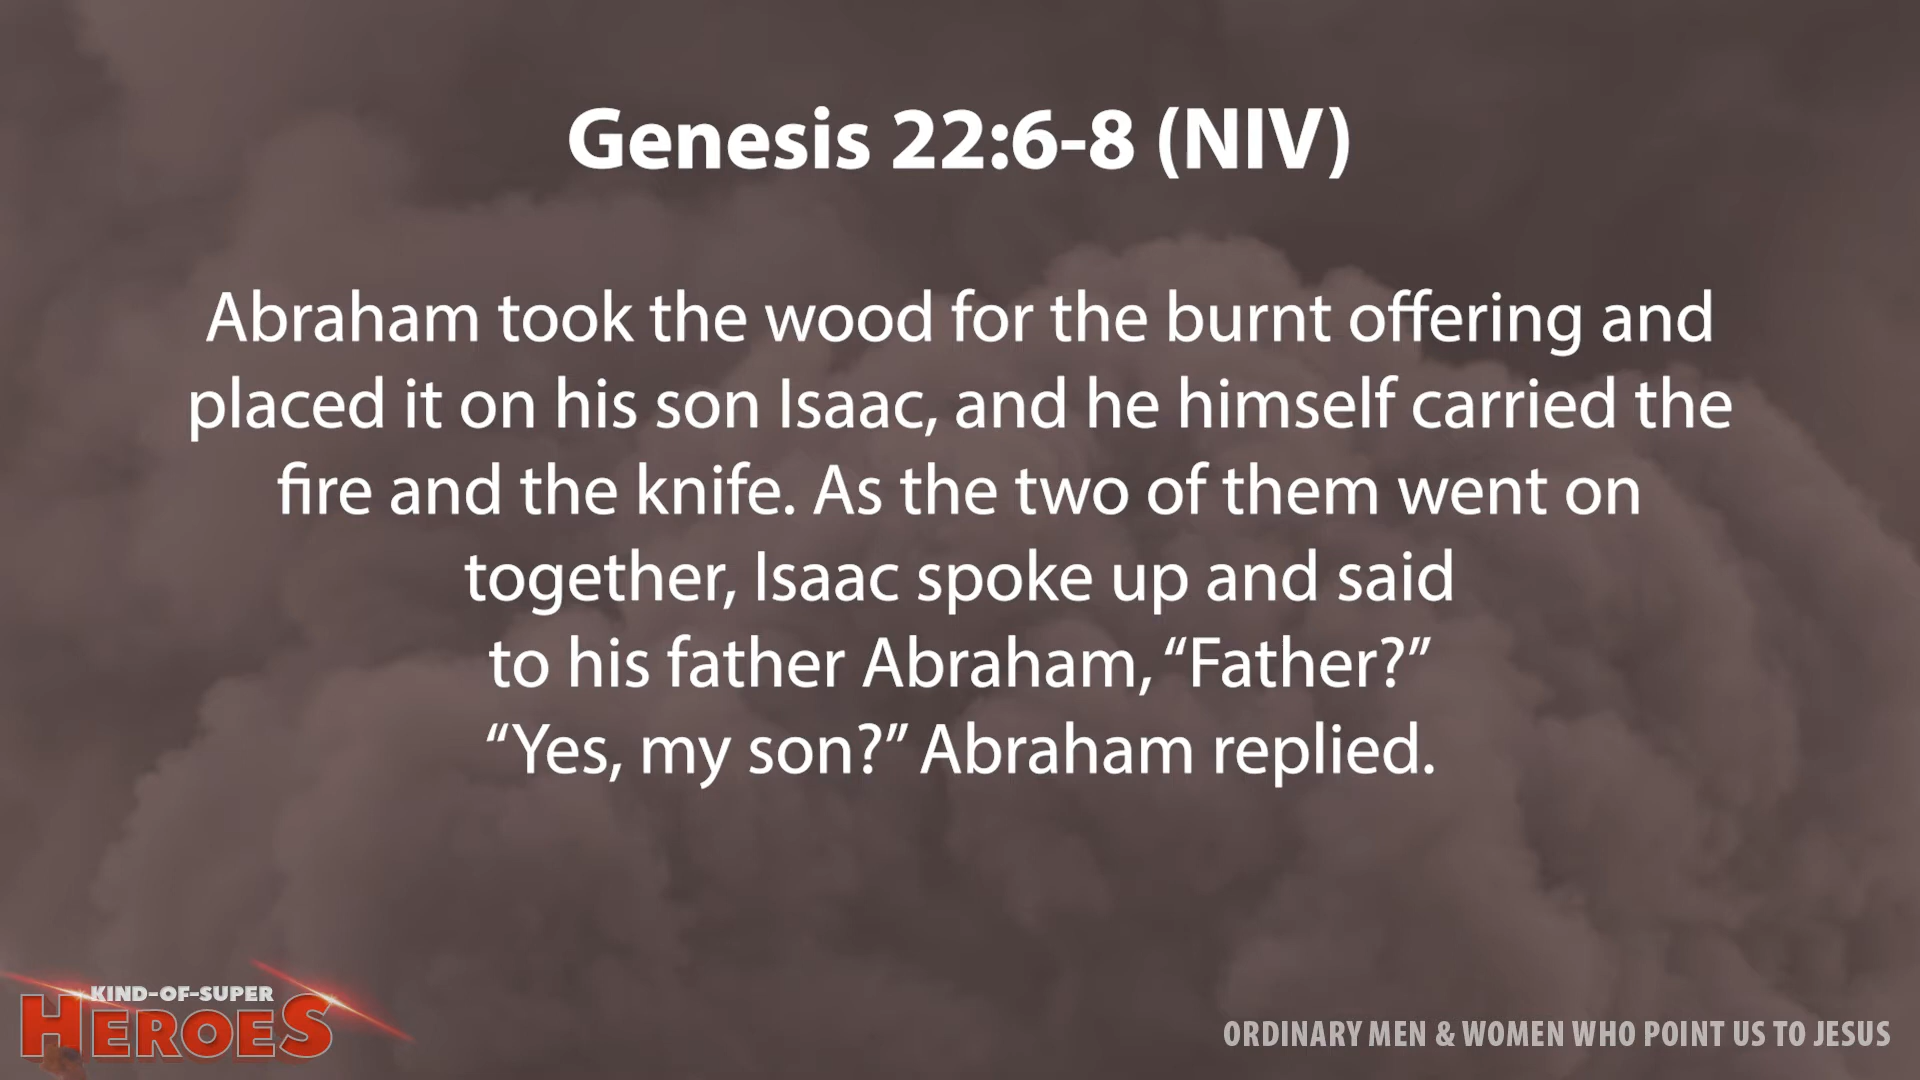 Genesis 22:6-8 (NIV)
Abraham took the wood for the burnt offering and
placed it on his son Isaac, and he himself carried the
fire and the knife. As the two of them went on
together, Isaac spoke up and said
to his father Abraham, “Father?”
“Yes, my son?” Abraham replied.
KIND-OF-SUPER
HEROES
ORDINARY MEN & WOMEN WHO POINT US TO JESUS